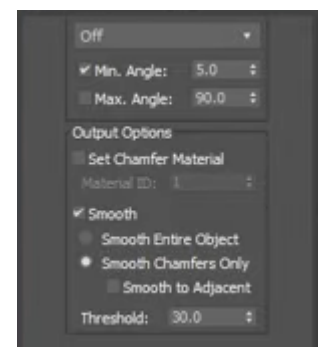 Off
Min. Angle: 5.0
Max. Angle: 90.0
Output Options
Set Chamfer Material
Material ID: 1
Smooth
Smooth Entire Object
Smooth Chamfers Only
Smooth to Adjacent
Threshold: 30.0